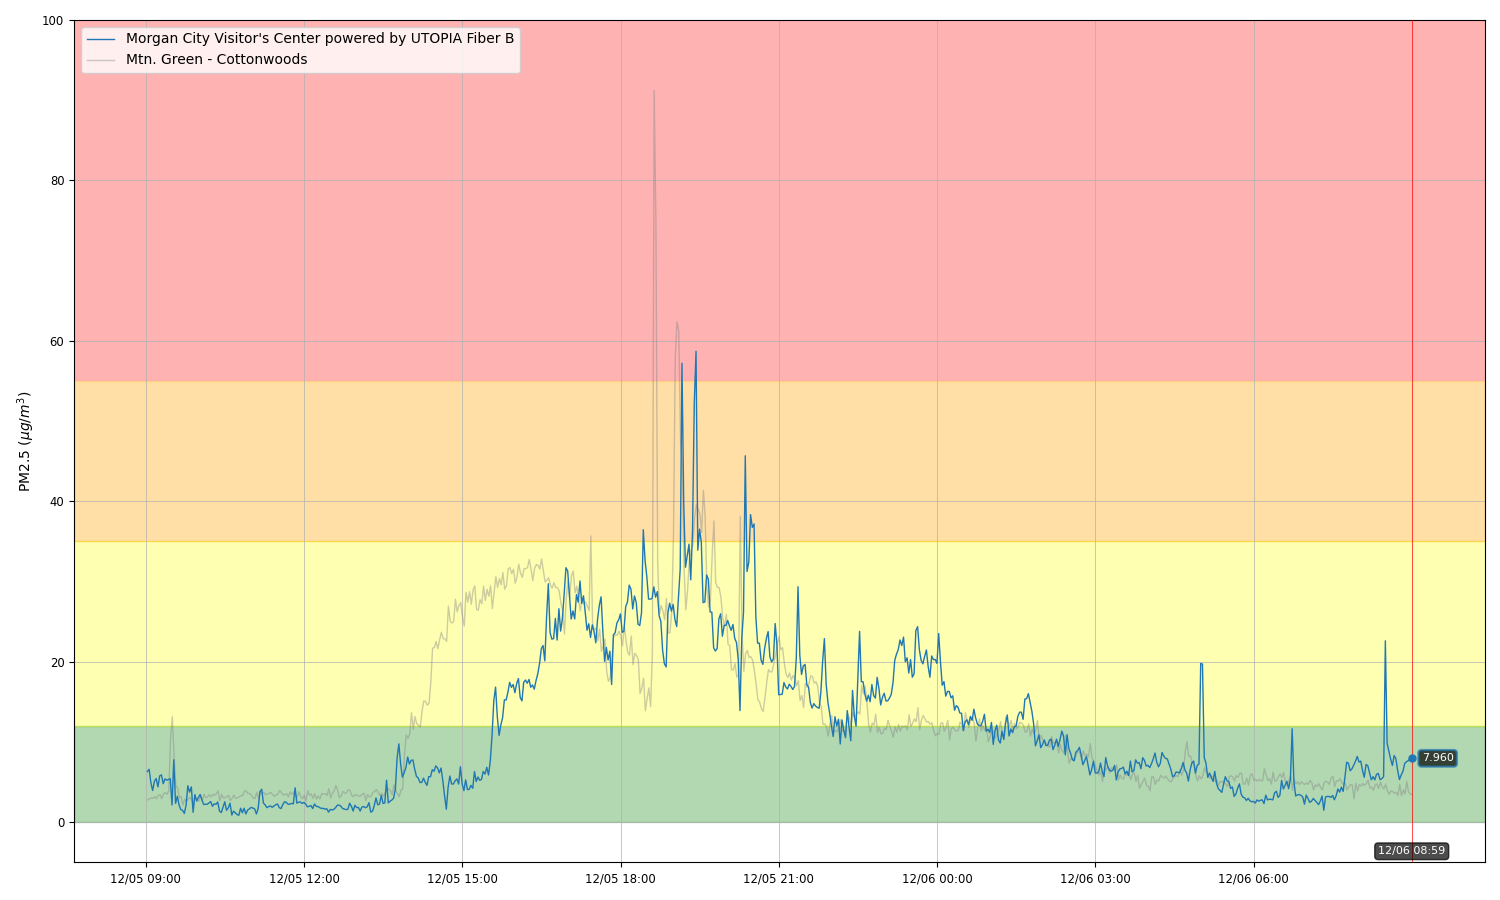 Morgan City Visitor's Center powered by UTOPIA Fiber B
Mtn. Green - Cottonwoods
100
80
60
40
20
0
PM2.5 (μg/m³)
7.960
12/06 08:59
12/05 09:00 12/05 12:00 12/05 15:00 12/05 18:00 12/05 21:00 12/06 00:00 12/06 03:00 12/06 06:00